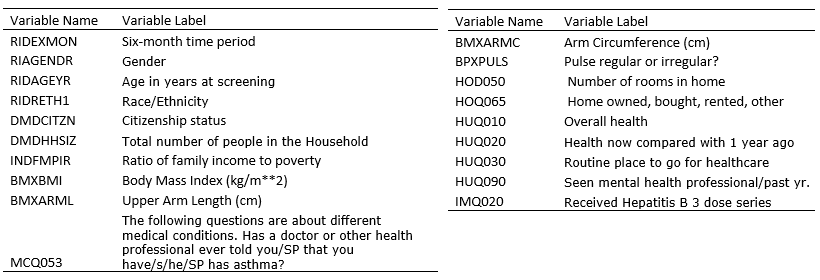 Variable Name Variable Label
RIDEXMON Six-month time period
RIAGENDR Gender
RIDAGEYR Age in years at screening
RIDRETH1 Race/Ethnicity
DMDCITZN Citizenship status
DMDHHSIZ Total number of people in the Household
INDFMPIR Ratio of family income to poverty
BMXBMI Body Mass Index (kg/m**2)
BMXARML Upper Arm Length (cm)
The following questions are about different
medical conditions. Has a doctor or other health
professional ever told you/SP that you
MCQ053 have/s/he/SP has asthma?
Variable Name Variable Label
BMXARMC Arm Circumference (cm)
BPXPULS Pulse regular or irregular?
HOD050 Number of rooms in home
HOQ065 Home owned, bought, rented, other
HUQ010 Overall health
HUQ020 Health now compared with 1 year ago
HUQ030 Routine place to go for healthcare
HUQ090 Seen mental health professional/past yr.
IMQ020 Received Hepatitis B 3 dose series